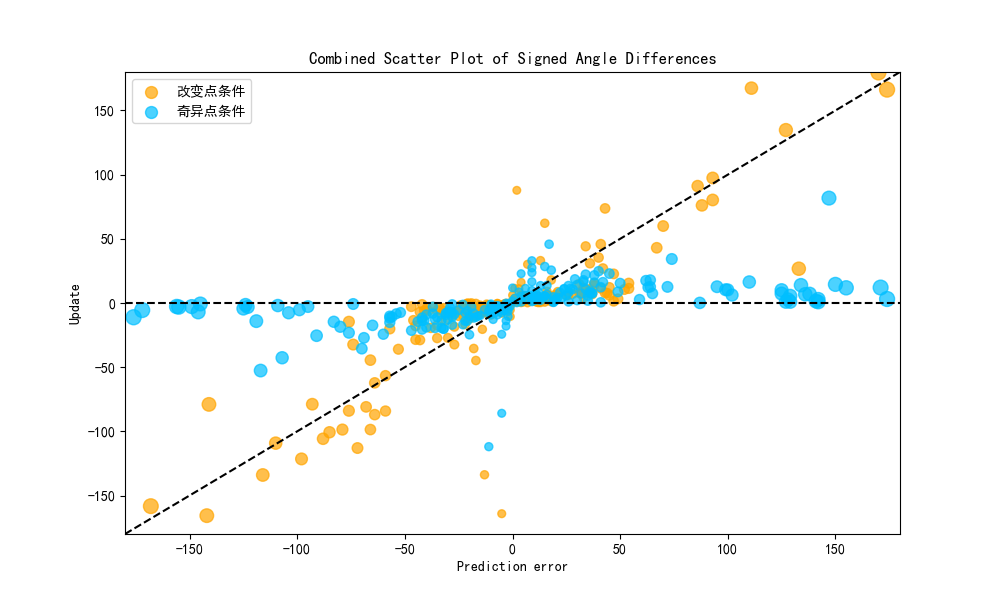 Combined Scatter Plot of Signed Angle Differences
改变点条件
奇异点条件
150
100
50
0
−50
−100
−150
Update
−150
−100
−50
0
50
100
150
Prediction error